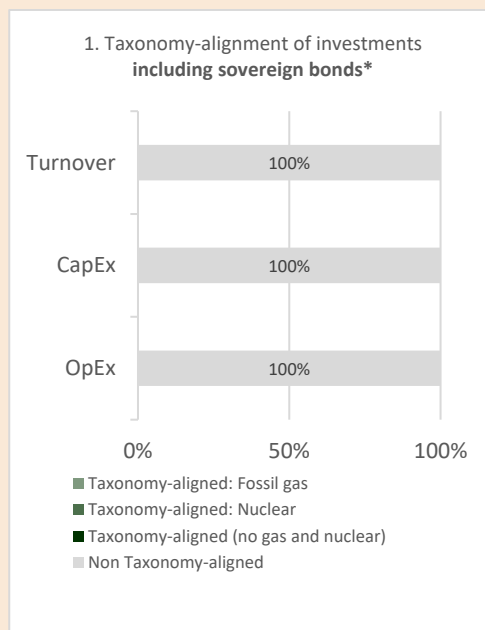 1. Taxonomy-alignment of investments
including sovereign bonds*
Turnover
100%
CapEx
100%
OpEx
100%
0%
50%
100%
Taxonomy-aligned: Fossil gas
Taxonomy-aligned: Nuclear
Taxonomy-aligned (no gas and nuclear)
Non Taxonomy-aligned